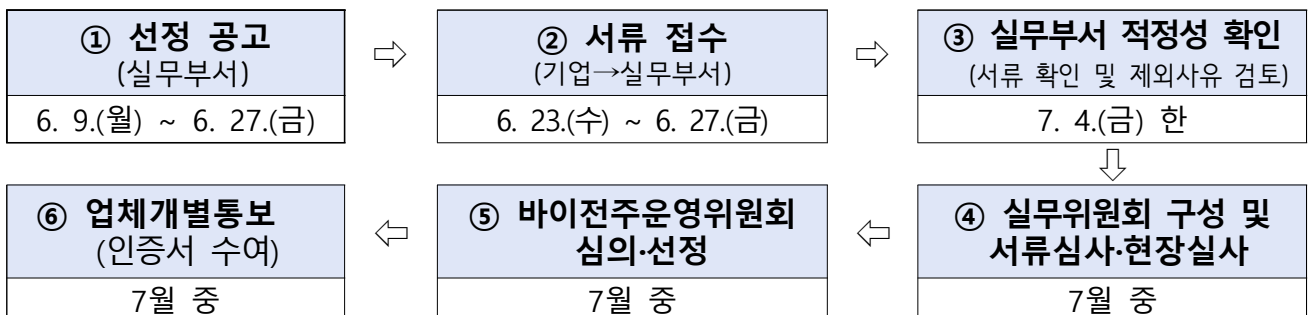 ① 선정 공고
(실무부서)
6. 9.(월) ~ 6. 27.(금)
⇨
② 서류 접수
(기업→실무부서)
6. 23.(수) ~ 6. 27.(금)
⇨
③ 실무부서 적정성 확인
(서류 확인 및 제외사유 검토)
7. 4.(금) 한
⇩
④ 실무위원회 구성 및
서류심사·현장실사
7월 중
⇦
⑤ 바이전주운영위원회
심의·선정
7월 중
⇦
⑥ 업체개별통보
(인증서 수여)
7월 중